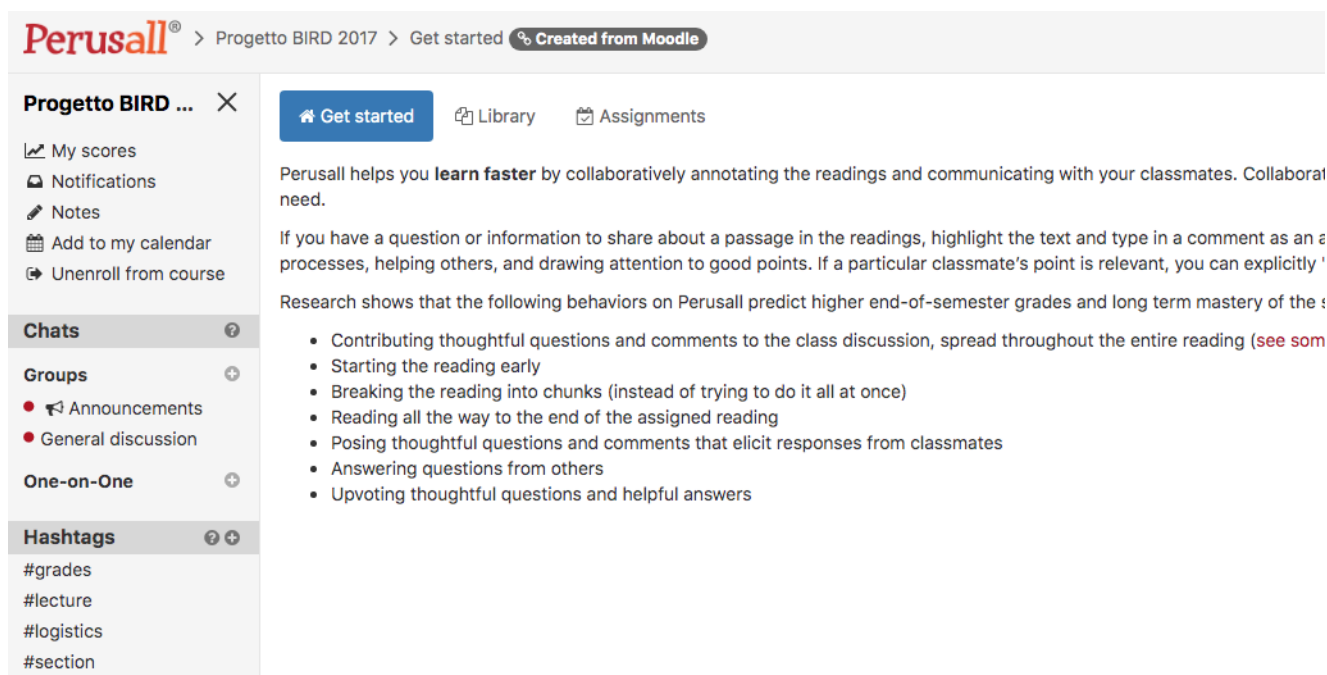 Perusall® > Progetto BIRD 2017 > Get started Created from Moodle
Progetto BIRD ...
My scores
Notifications
Notes
Add to my calendar
Unenroll from course
Chats
Groups
Announcements
General discussion
One-on-One
Hashtags
#grades
#lecture
#logistics
#section
Get started Library Assignments
Perusall helps you learn faster by collaboratively annotating the readings and communicating with your classmates. Collaborat
need.
If you have a question or information to share about a passage in the readings, highlight the text and type in a comment as an a
processes, helping others, and drawing attention to good points. If a particular classmate's point is relevant, you can explicitly "
Research shows that the following behaviors on Perusall predict higher end-of-semester grades and long term mastery of the s
• Contributing thoughtful questions and comments to the class discussion, spread throughout the entire reading (see som
• Starting the reading early
• Breaking the reading into chunks (instead of trying to do it all at once)
• Reading all the way to the end of the assigned reading
• Posing thoughtful questions and comments that elicit responses from classmates
• Answering questions from others
• Upvoting thoughtful questions and helpful answers